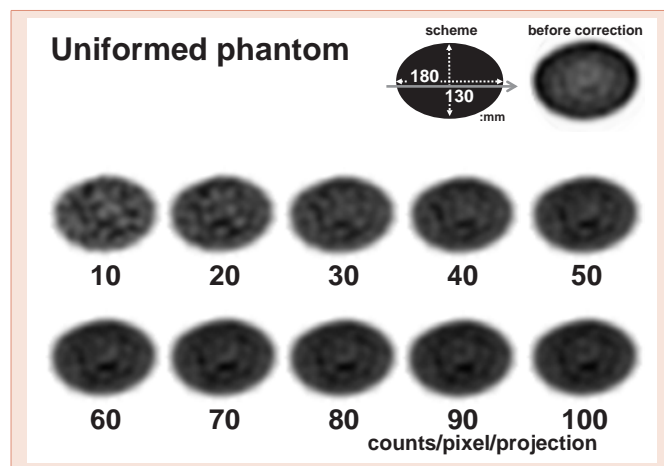 Uniformed phantom
scheme
before correction
180
130
:mm
10 20 30 40 50
60 70 80 90 100
counts/pixel/projection